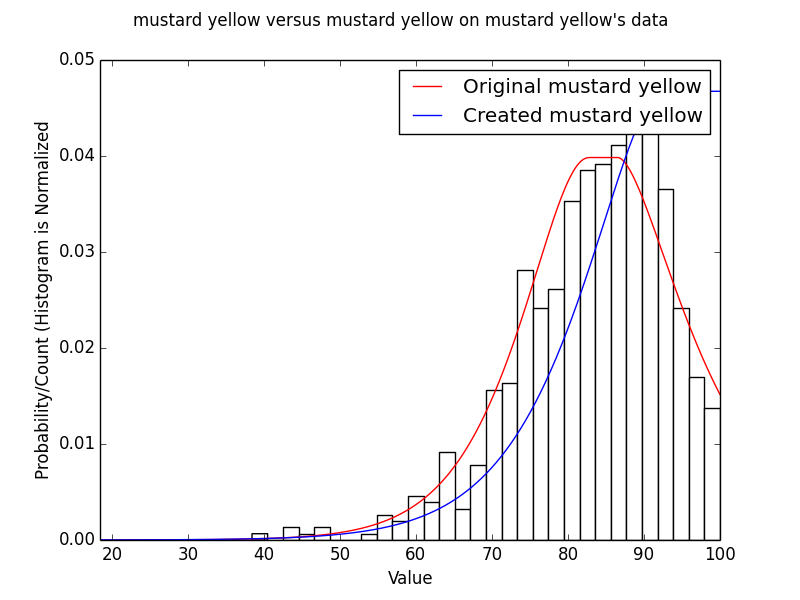 mustard yellow versus mustard yellow on mustard yellow's data
Original mustard yellow
Created mustard yellow
Probability/Count (Histogram is Normalized
0.05
0.04
0.03
0.02
0.01
0.00
20 30 40 50 60 70 80 90 100
Value